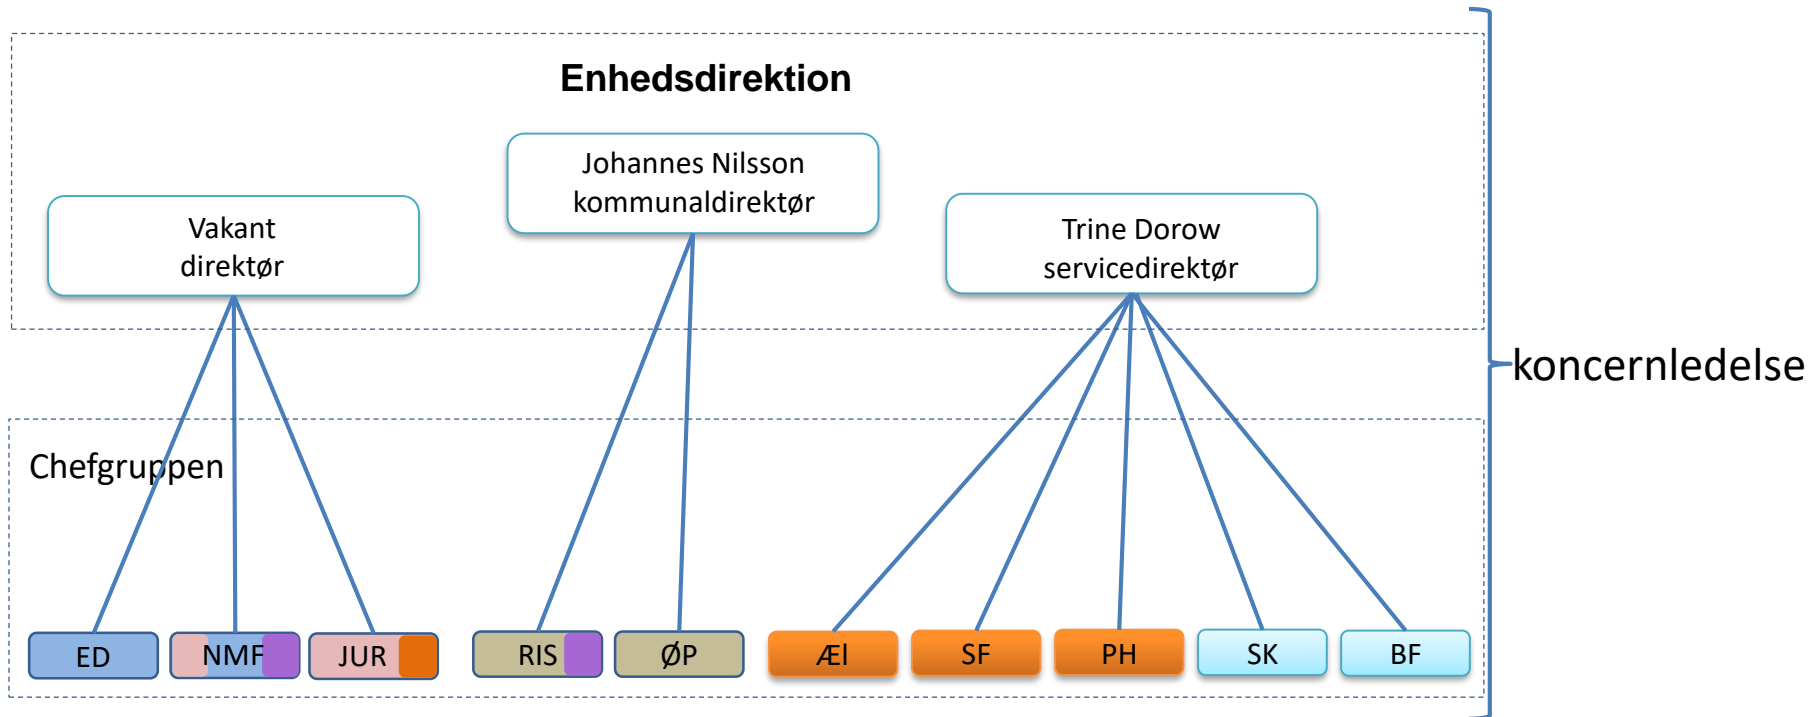 Enhedsdirektion
Johannes Nilsson
kommunaldirektør
Vakant
direktør
Trine Dorow
servicedirektør
koncernledelse
Chefgruppen
ED
NMF
JUR
RIS
ØP
Æl
SF
PH
SK
BF